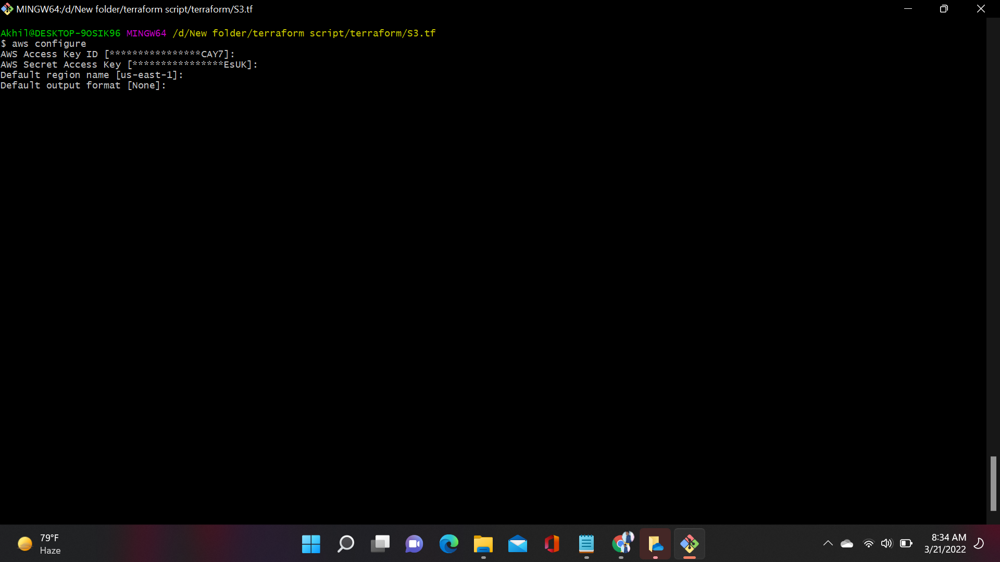 MINGW64:/d/New folder/terraform script/terraform/S3.tf
Akhil@DESKTOP-9OSIK96 MINGW64 /d/New folder/terraform script/terraform/S3.tf
$ aws configure
AWS Access Key ID [****************CAY7]:
AWS Secret Access Key [****************EsUK]:
Default region name [us-east-1]:
Default output format [None]:
79°F
Haze
8:34 AM
3/21/2022